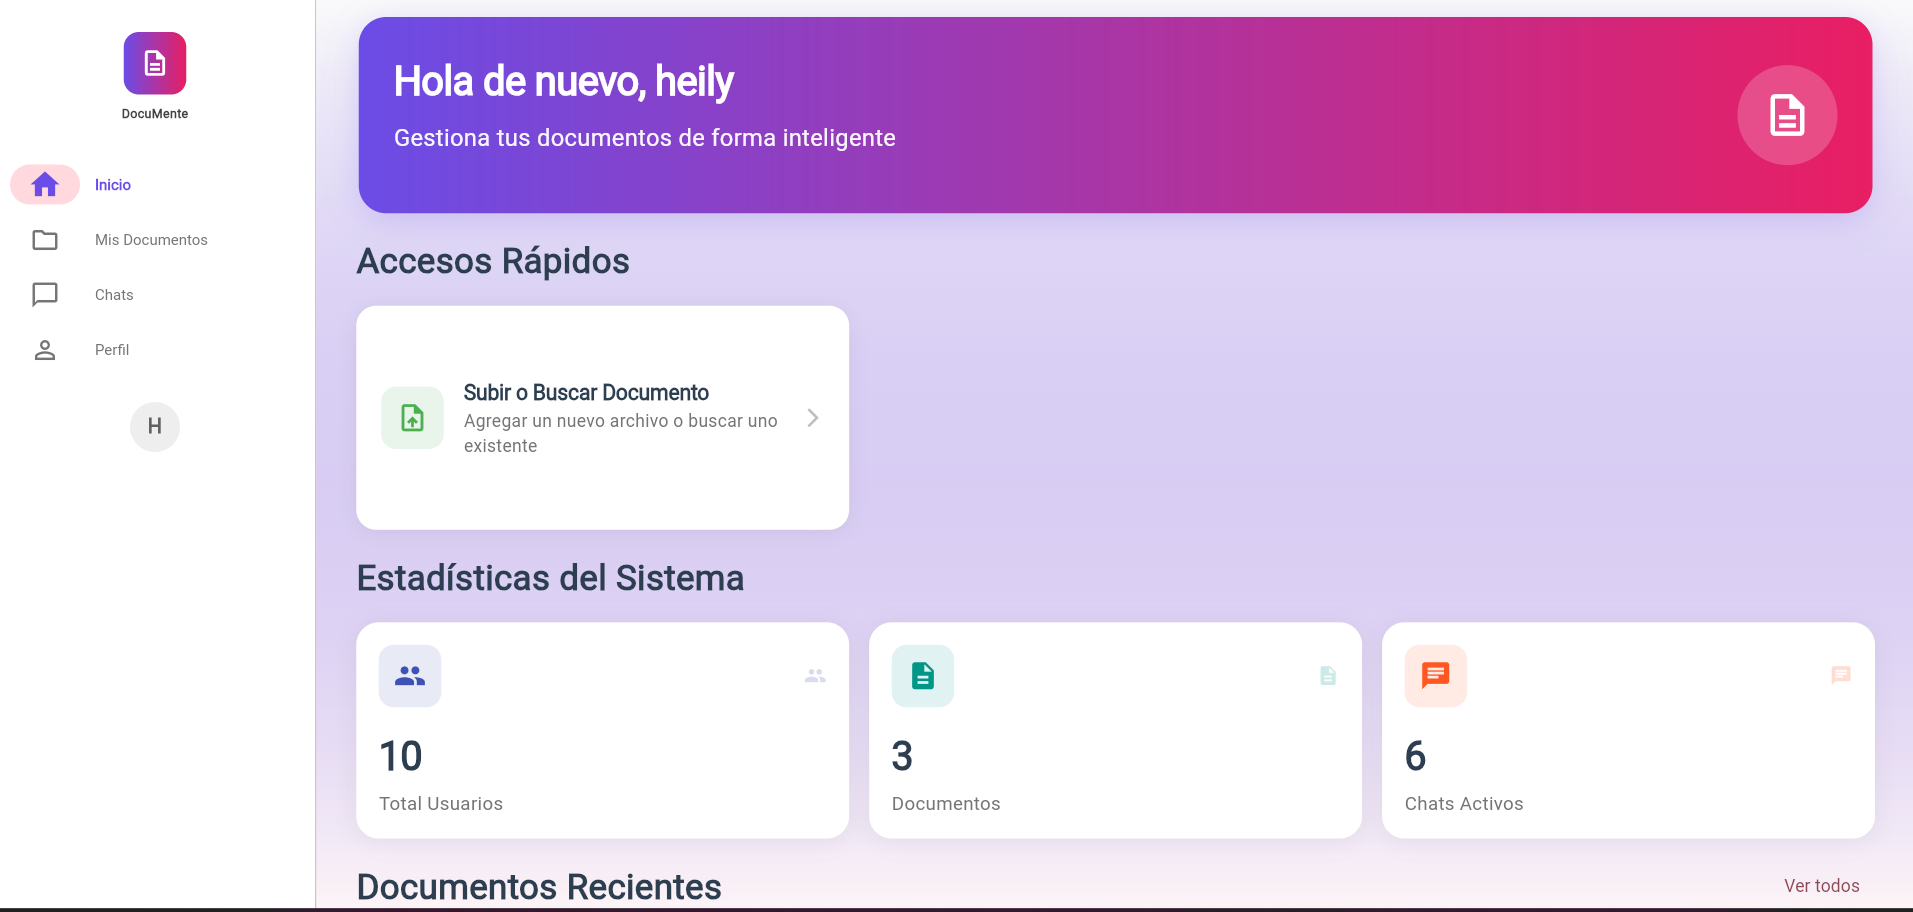 DocuMente
Inicio
Mis Documentos
Chats
Perfil
H
Hola de nuevo, heily
Gestiona tus documentos de forma inteligente
Accesos Rápidos
Subir o Buscar Documento
Agregar un nuevo archivo o buscar uno
existente
Estadísticas del Sistema
10
Total Usuarios
3
Documentos
6
Chats Activos
Documentos Recientes
Ver todos